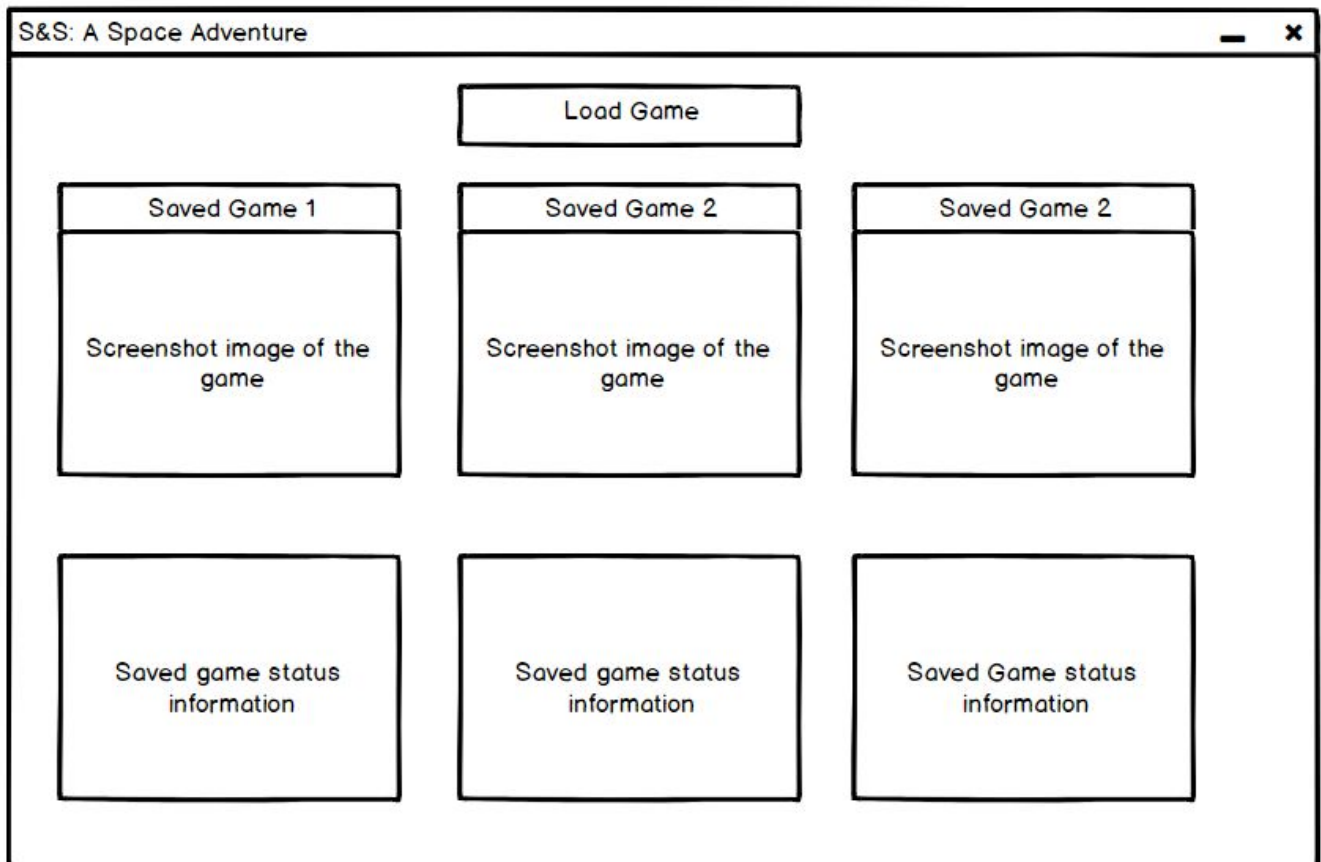 S&S: A Space Adventure
Load Game
Saved Game 1
Saved Game 2
Saved Game 2
Screenshot image of the
game
Screenshot image of the
game
Screenshot image of the
game
Saved game status
information
Saved game status
information
Saved Game status
information